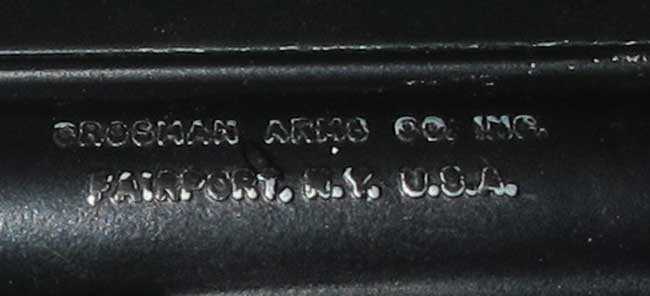 CROSMAN ARMS CO. INC.
FAIRPORT. N.Y. U.S.A.